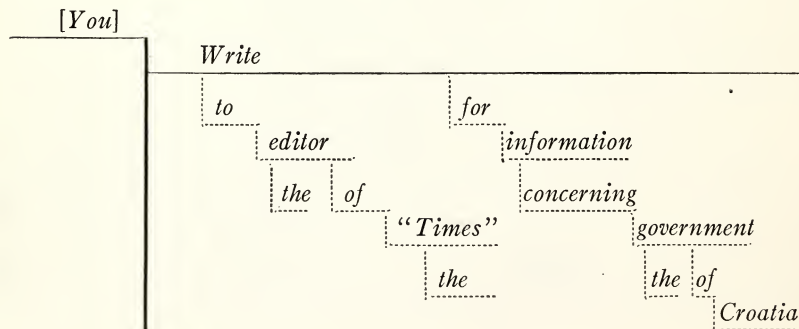 [You]
Write
to for
editor information
the of concerning
“Times” government
the the of
Croatia